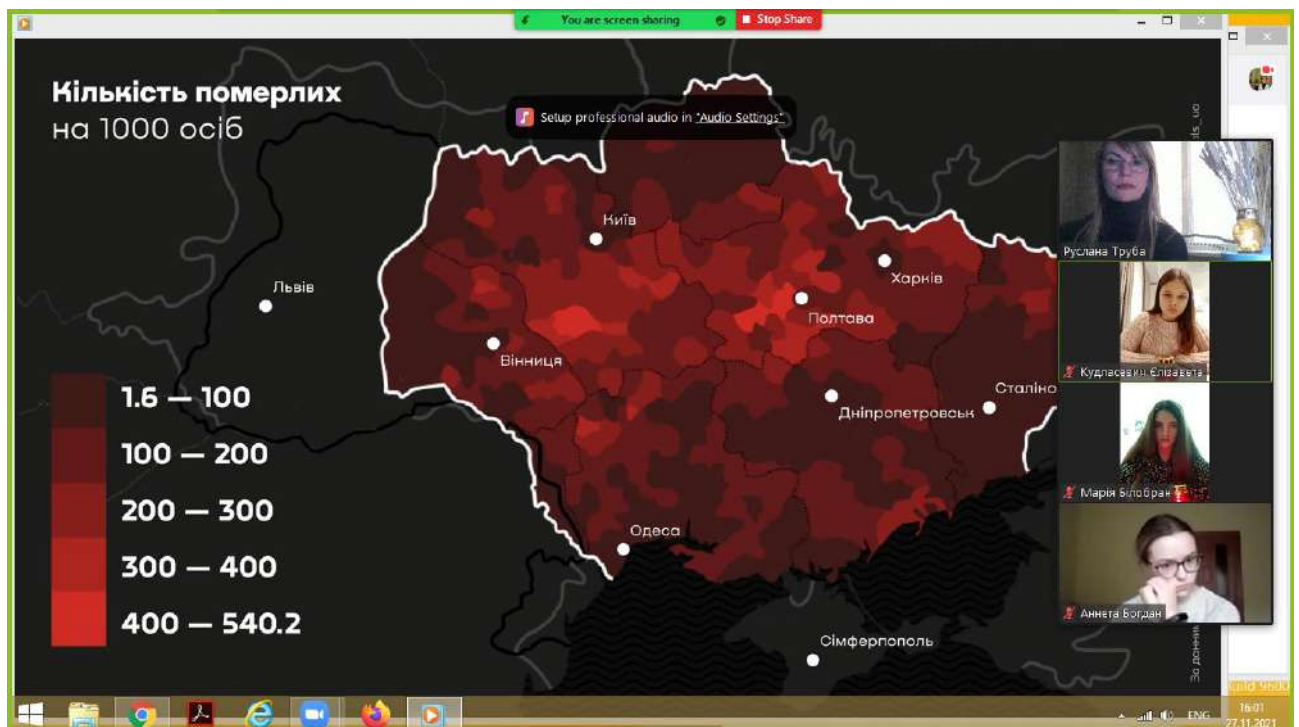 You are screen sharing
Stop Share
Кількість померлих
на 1000 осіб
Setup professional audio in "Audio Settings"
Київ
Харків
Львів
Полтава
Вінниця
Сталіно
Дніпропетровськ
Одеса
Сімферпополь
1.6 — 100
100 — 200
200 — 300
300 — 400
400 — 540.2
Руслана Труба
Кудласевич Єлізавєта
Марія Білобран
Аннета Богдан
ENG
16:01
27.11.2021